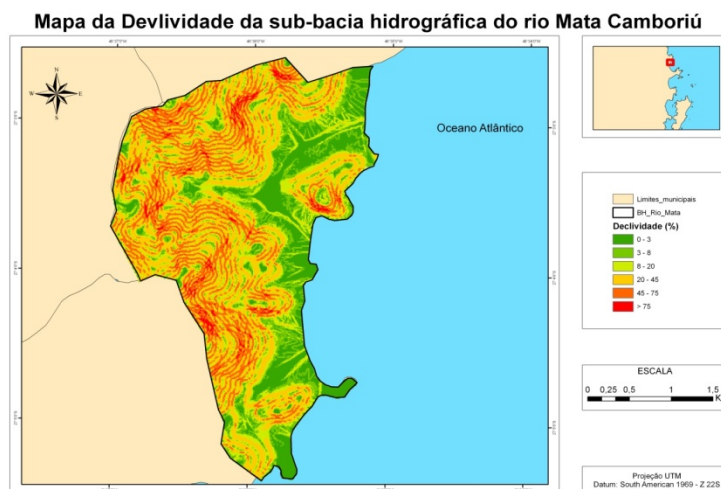 Mapa da Devlividade da sub-bacia hidrográfica do rio Mata Camboriú
N
W
E
S
Oceano Atlântico
Limites_municipais
BH_Rio_Mata
Declividade (%)
0 - 3
3 - 8
8 - 20
20 - 45
45 - 75
> 75
ESCALA
0 0,25 0,5 1 1,5
K
Projeção UTM
Datum: South American 1969 - Z 22S